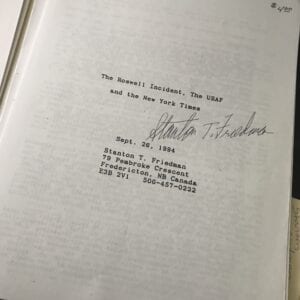 The Roswell Incident, The USAF
and the New York Times
Stanton T. Friedman
Sept. 26, 1994
Stanton T. Friedman
79 Pembroke Crescent
Fredericton, NB Canada
E3B 2V1 506-457-0232